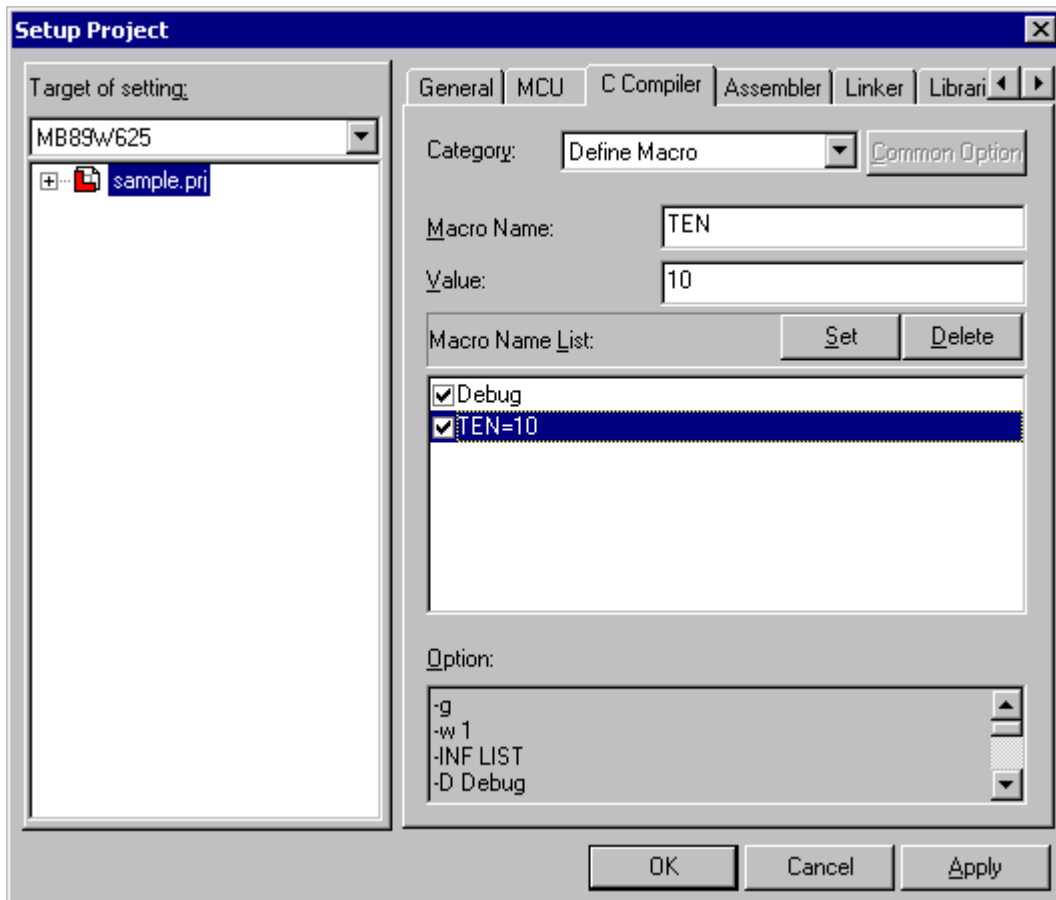 Setup Project
Target of setting:
MB89W625
sample.prj
General MCU C Compiler Assembler Linker Librari
Category: Define Macro Common Option
Macro Name: TEN
Value: 10
Macro Name List: Set Delete
Debug
TEN=10
Option:
-g
-w 1
-INF LIST
-D Debug
OK Cancel Apply